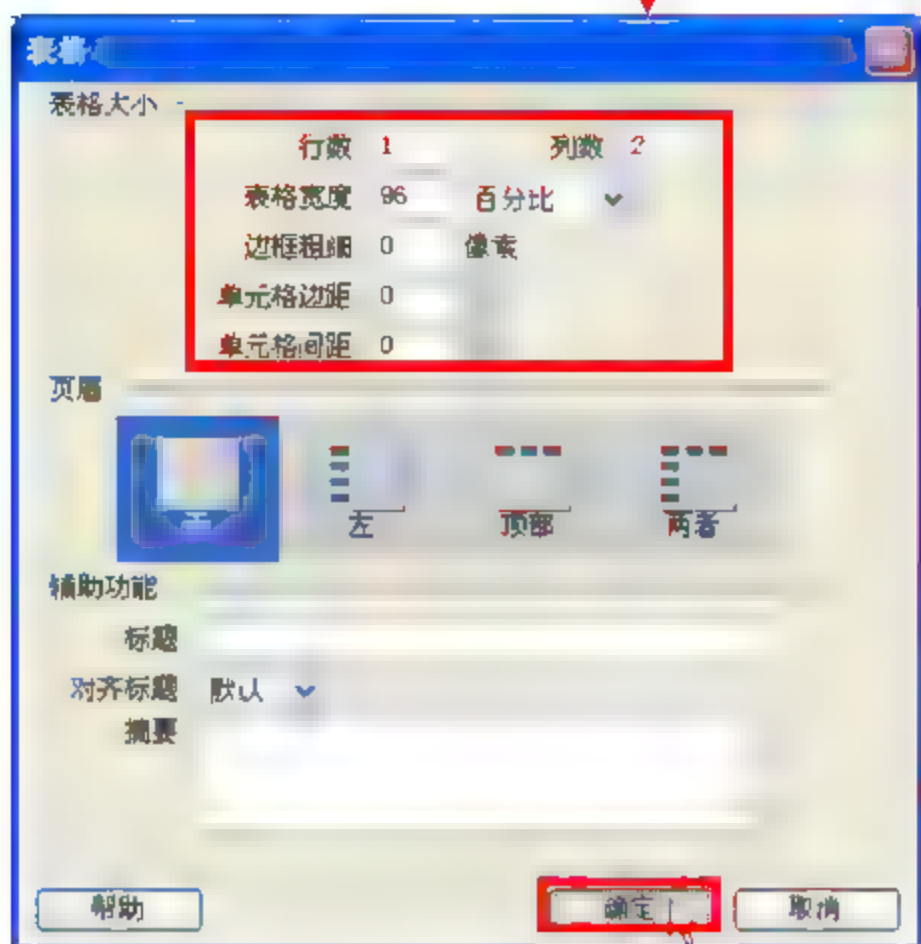 表格
表格大小
行数 1 列数 2
表格宽度 96 百分比
边框粗细 0 像素
单元格边距 0
单元格间距 0
页眉
左 顶部 两者
辅助功能
标题
对齐标题 默认
摘要
帮助 确定 取消